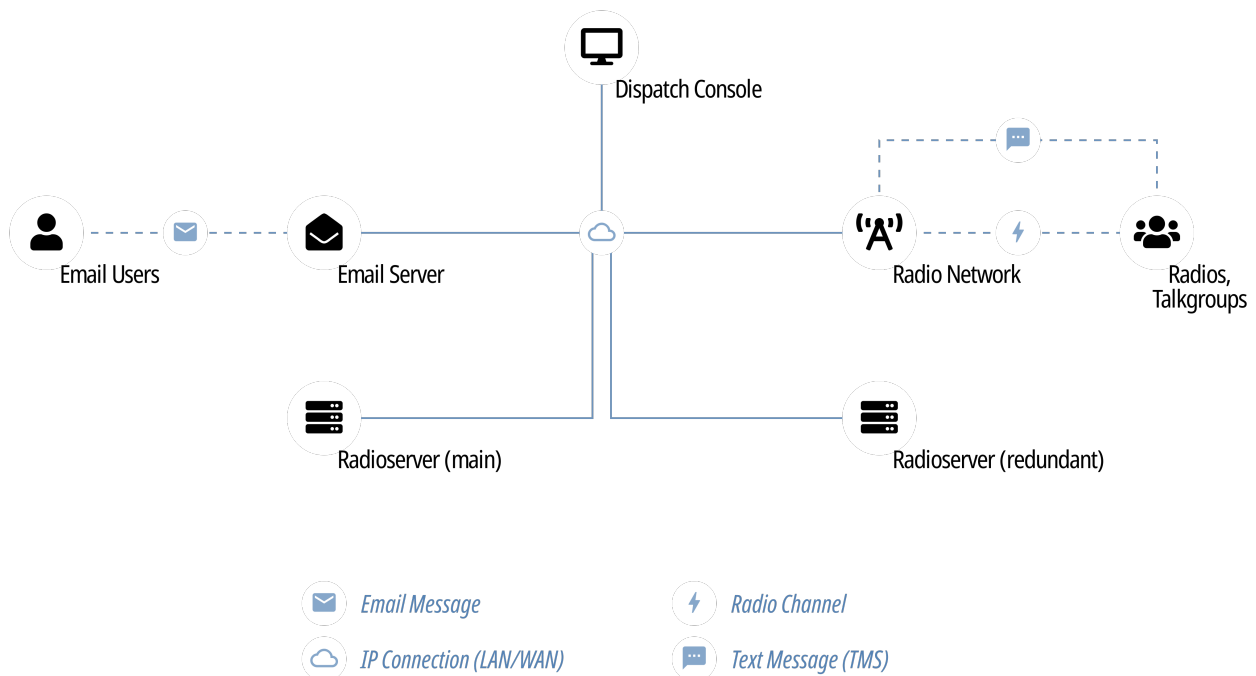 Dispatch Console
Email Users
Email Server
Radio Network
Radios,
Talkgroups
Radioserver (main)
Radioserver (redundant)
Email Message
Radio Channel
IP Connection (LAN/WAN)
Text Message (TMS)